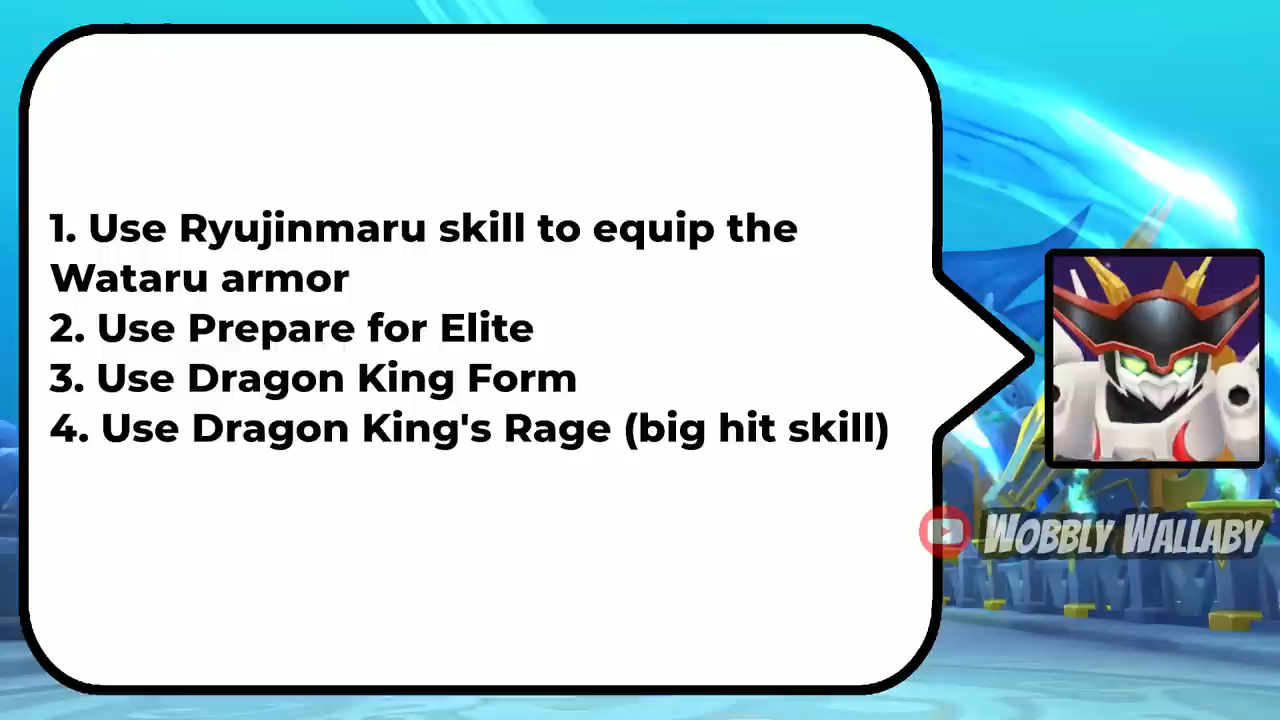 1. Use Ryujinmaru skill to equip the
Wataru armor
2. Use Prepare for Elite
3. Use Dragon King Form
4. Use Dragon King's Rage (big hit skill)
WOBBLY WALLABY